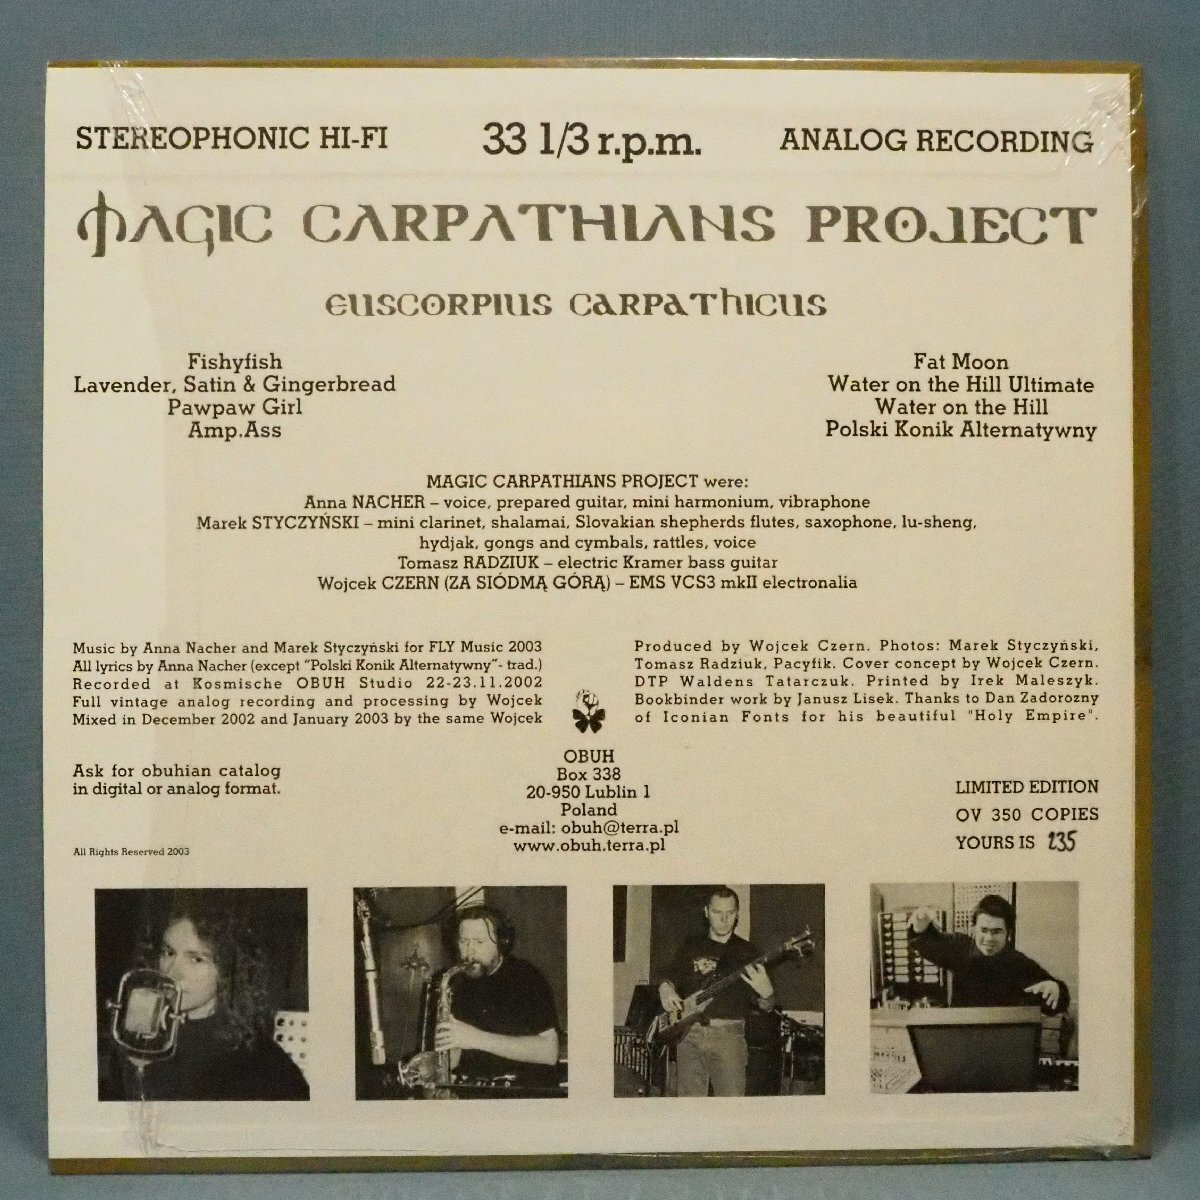 STEREOPHONIC HI-FI 33 1/3 r.p.m. ANALOG RECORDING
MAGIC CARPATHIANS PROJECT
EUSCORPIUS CARPATHICUS
Fishyfish
Lavender, Satin & Gingerbread
Pawpaw Girl
Amp.Ass
Fat Moon
Water on the Hill Ultimate
Water on the Hill
Polski Konik Alternatywny
MAGIC CARPATHIANS PROJECT were:
Anna NACHER – voice, prepared guitar, mini harmonium, vibraphone
Marek STYCZYŃSKI – mini clarinet, shalamai, Slovakian shepherds flutes, saxophone, lu-sheng,
hydjak, gongs and cymbals, rattles, voice
Tomasz RADZIUK – electric Kramer bass guitar
Wojcek CZERN (ZA SIÓDMĄ GÓRĄ) – EMS VCS3 mkII electronalia
Music by Anna Nacher and Marek Styczyński for FLY Music 2003
All lyrics by Anna Nacher (except "Polski Konik Alternatywny"- trad.)
Recorded at Kosmische OBUH Studio 22-23.11.2002
Full vintage analog recording and processing by Wojcek
Mixed in December 2002 and January 2003 by the same Wojcek
Produced by Wojcek Czern. Photos: Marek Styczyński,
Tomasz Radziuk, Pacyfik. Cover concept by Wojcek Czern.
DTP Waldens Tatarczuk. Printed by Irek Maleszyk.
Bookbinder work by Janusz Lisek. Thanks to Dan Zadorozny
of Iconian Fonts for his beautiful "Holy Empire".
Ask for obuhian catalog
in digital or analog format.
All Rights Reserved 2003
OBUH
Box 338
20-950 Lublin 1
Poland
e-mail: obuh@terra.pl
www.obuh.terra.pl
LIMITED EDITION
OV 350 COPIES
YOURS IS 235